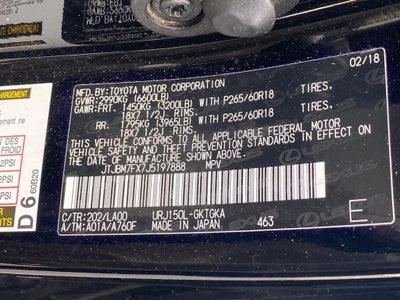 MFD.BY:TOYOTA MOTOR CORPORATION 02/18
GVWR:2990KG (6600LB)
GAWR:FRT. 1450KG (3200LB) WITH P265/60R18 TIRES.
18X7 1/2J RIMS
RR. 1795KG (3965LB) WITH P265/60R18 TIRES.
18X7 1/2J RIMS
THIS VEHICLE CONFORMS TO ALL APPLICABLE FEDERAL MOTOR
VEHICLE SAFETY AND THEFT PREVENTION STANDARDS IN EFFECT
ON THE DATE OF MANUFACTURE SHOWN ABOVE.
JTJBM7FX7J5197888 MPV
E
C/TR:202/LA00 URJ150L-GKTGKA
A/TM:A01A/A760F MADE IN JAPAN 463
D6
60B20